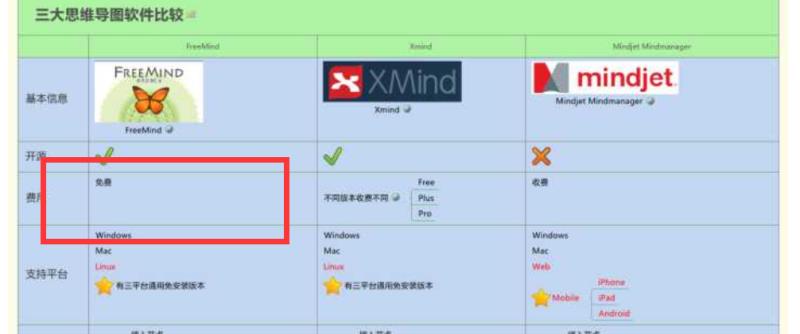 三大思维导图软件比较
FreeMind Xmind Mindjet Mindmanager
基本信息
FREEMIND
FreeMind
XMind
Xmind
mindjet
Mindjet Mindmanager
开源
费用
免费
不同版本收费不同
Free
Plus
Pro
收费
支持平台
Windows
Mac
Linux
有三平台通用免安装版本
Windows
Mac
Linux
有三平台通用免安装版本
Windows
Mac
Web
Mobile
iPhone
iPad
Android